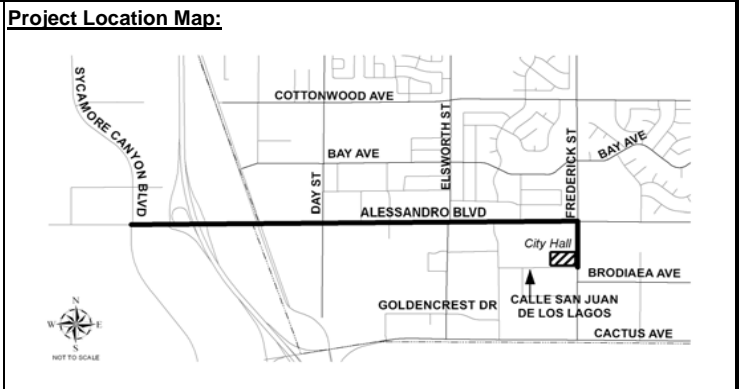 Project Location Map:
SYCAMORE CANYON BLVD
COTTONWOOD AVE
BAY AVE
DAY ST
ELSWORTH ST
FREDERICK ST
BAY AVE
ALESSANDRO BLVD
City Hall
BRODIAEA AVE
GOLDENCREST DR
CALLE SAN JUAN
DE LOS LAGOS
CACTUS AVE
N
W
E
S
NOT TO SCALE